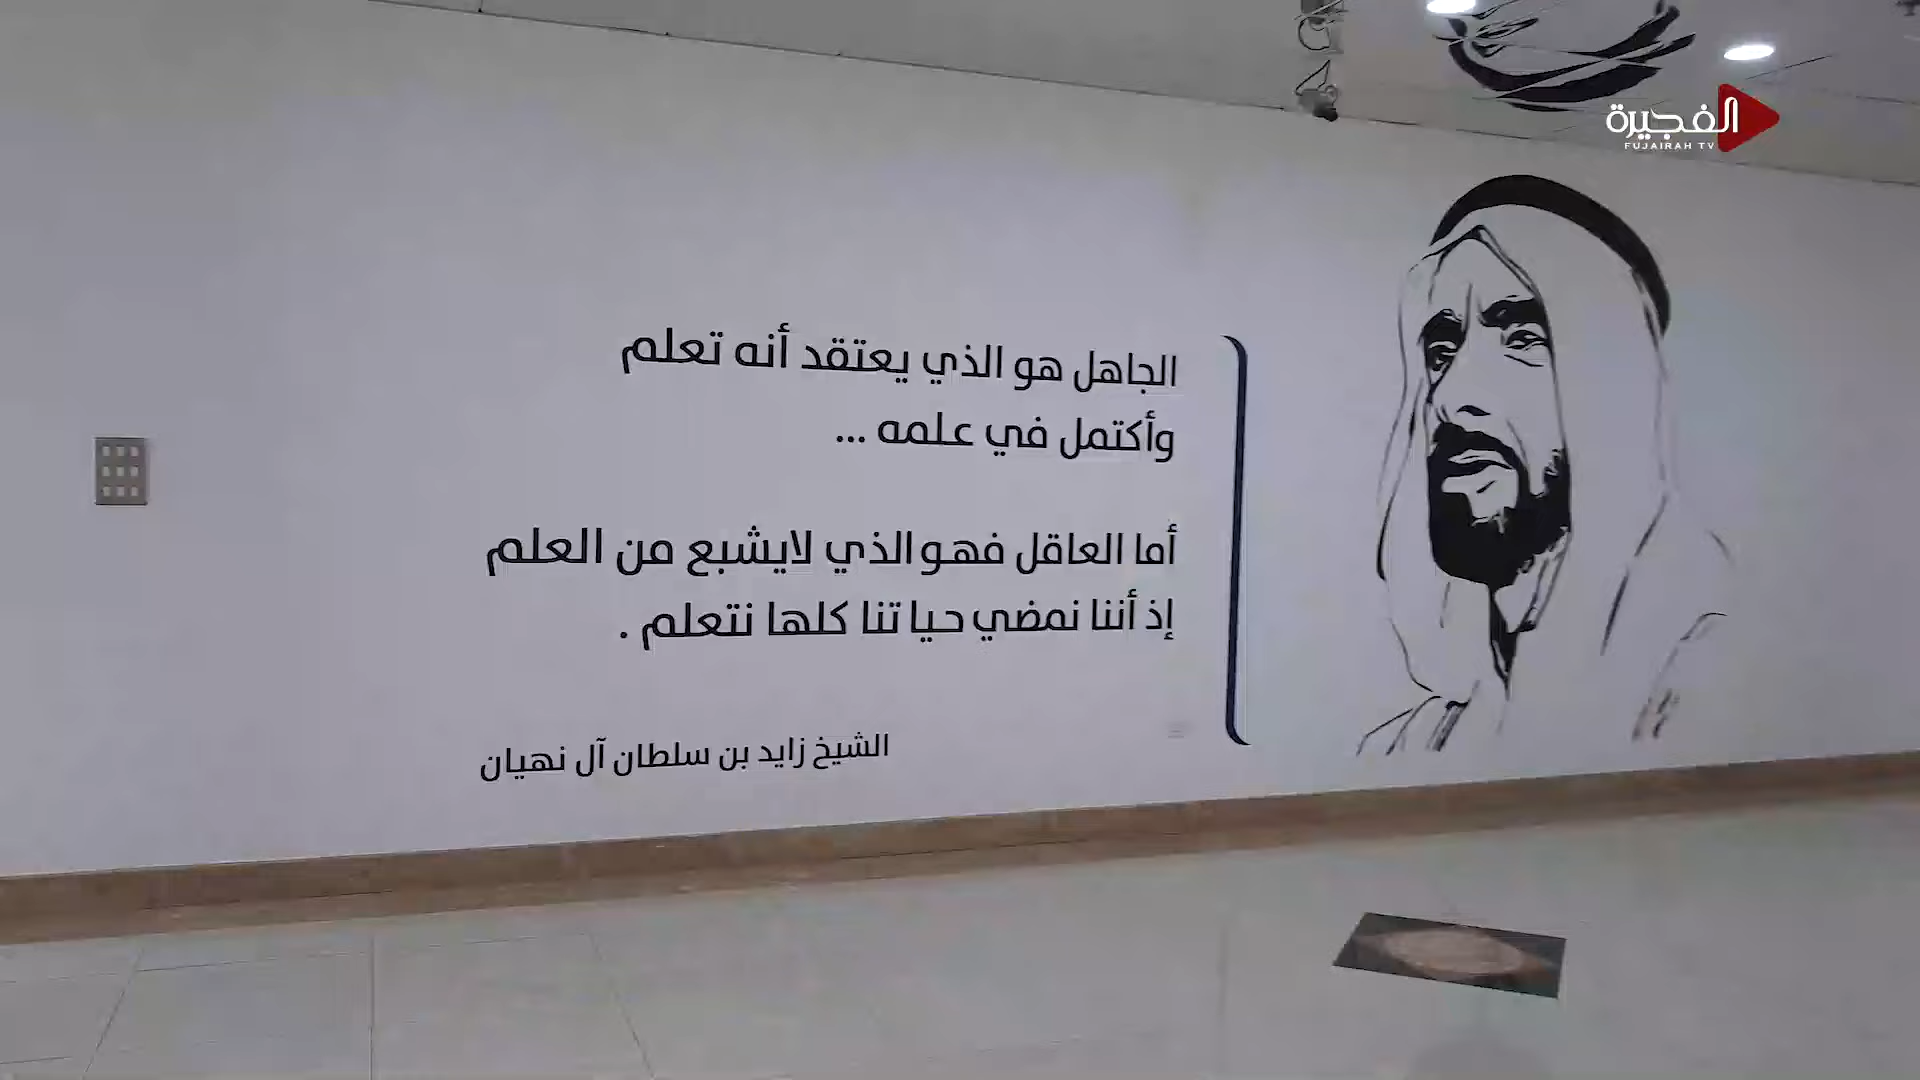 الفجيرة
FUJAIRAH TV
الجاهل هو الذي يعتقد أنه تعلم
وأكتمل في علمه ...
أما العاقل فهو الذي لايشبع من العلم
إذ أننا نمضي حياتنا كلها نتعلم .
الشيخ زايد بن سلطان آل نهيان